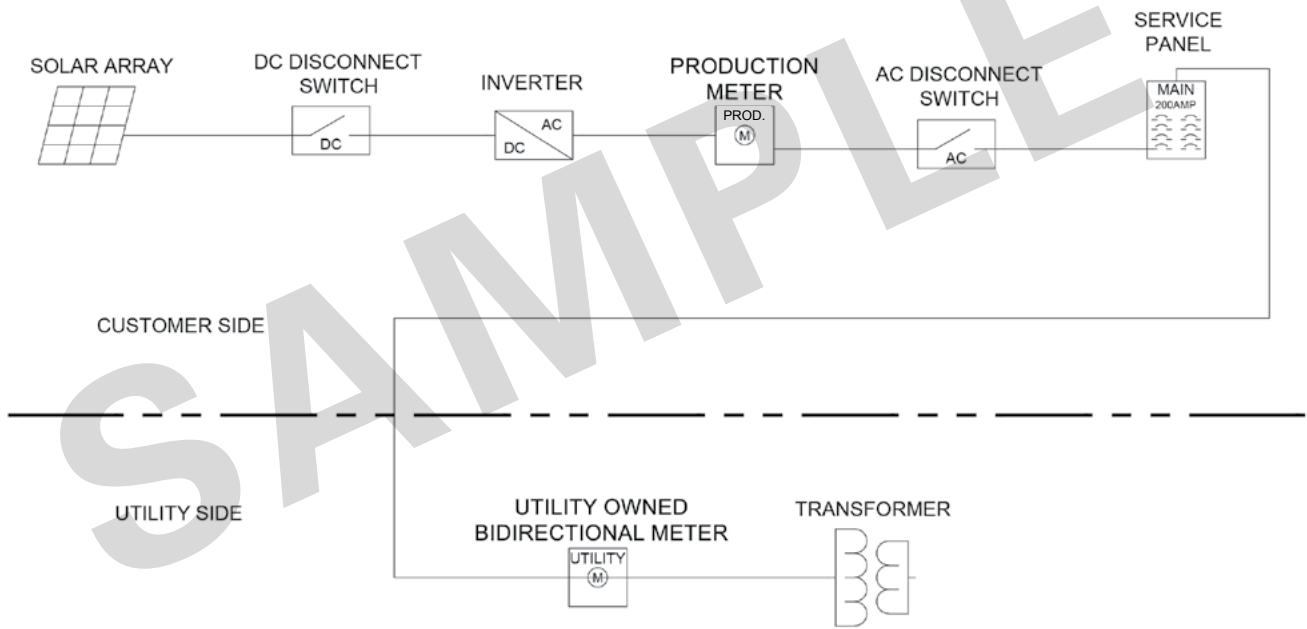 SOLAR ARRAY
DC DISCONNECT
SWITCH
DC
INVERTER
AC
DC
PRODUCTION
METER
PROD.
M
AC DISCONNECT
SWITCH
AC
SERVICE
PANEL
MAIN
200AMP
CUSTOMER SIDE
SAMPLE
UTILITY SIDE
UTILITY OWNED
BIDIRECTIONAL METER
UTILITY
M
TRANSFORMER